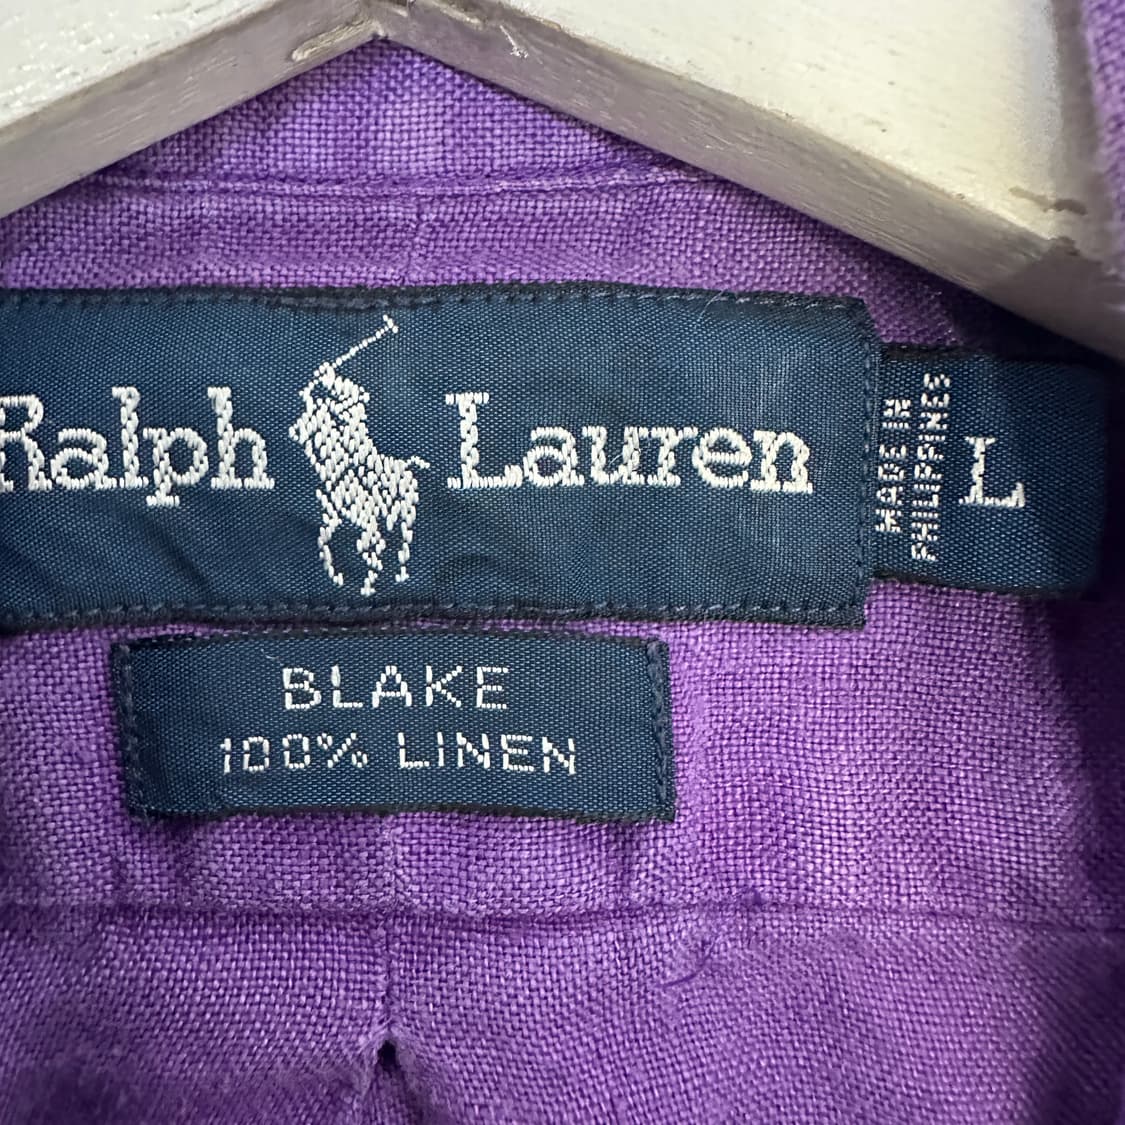 Ralph Lauren
MADE IN
PHILIPPINES
L
BLAKE
100% LINEN